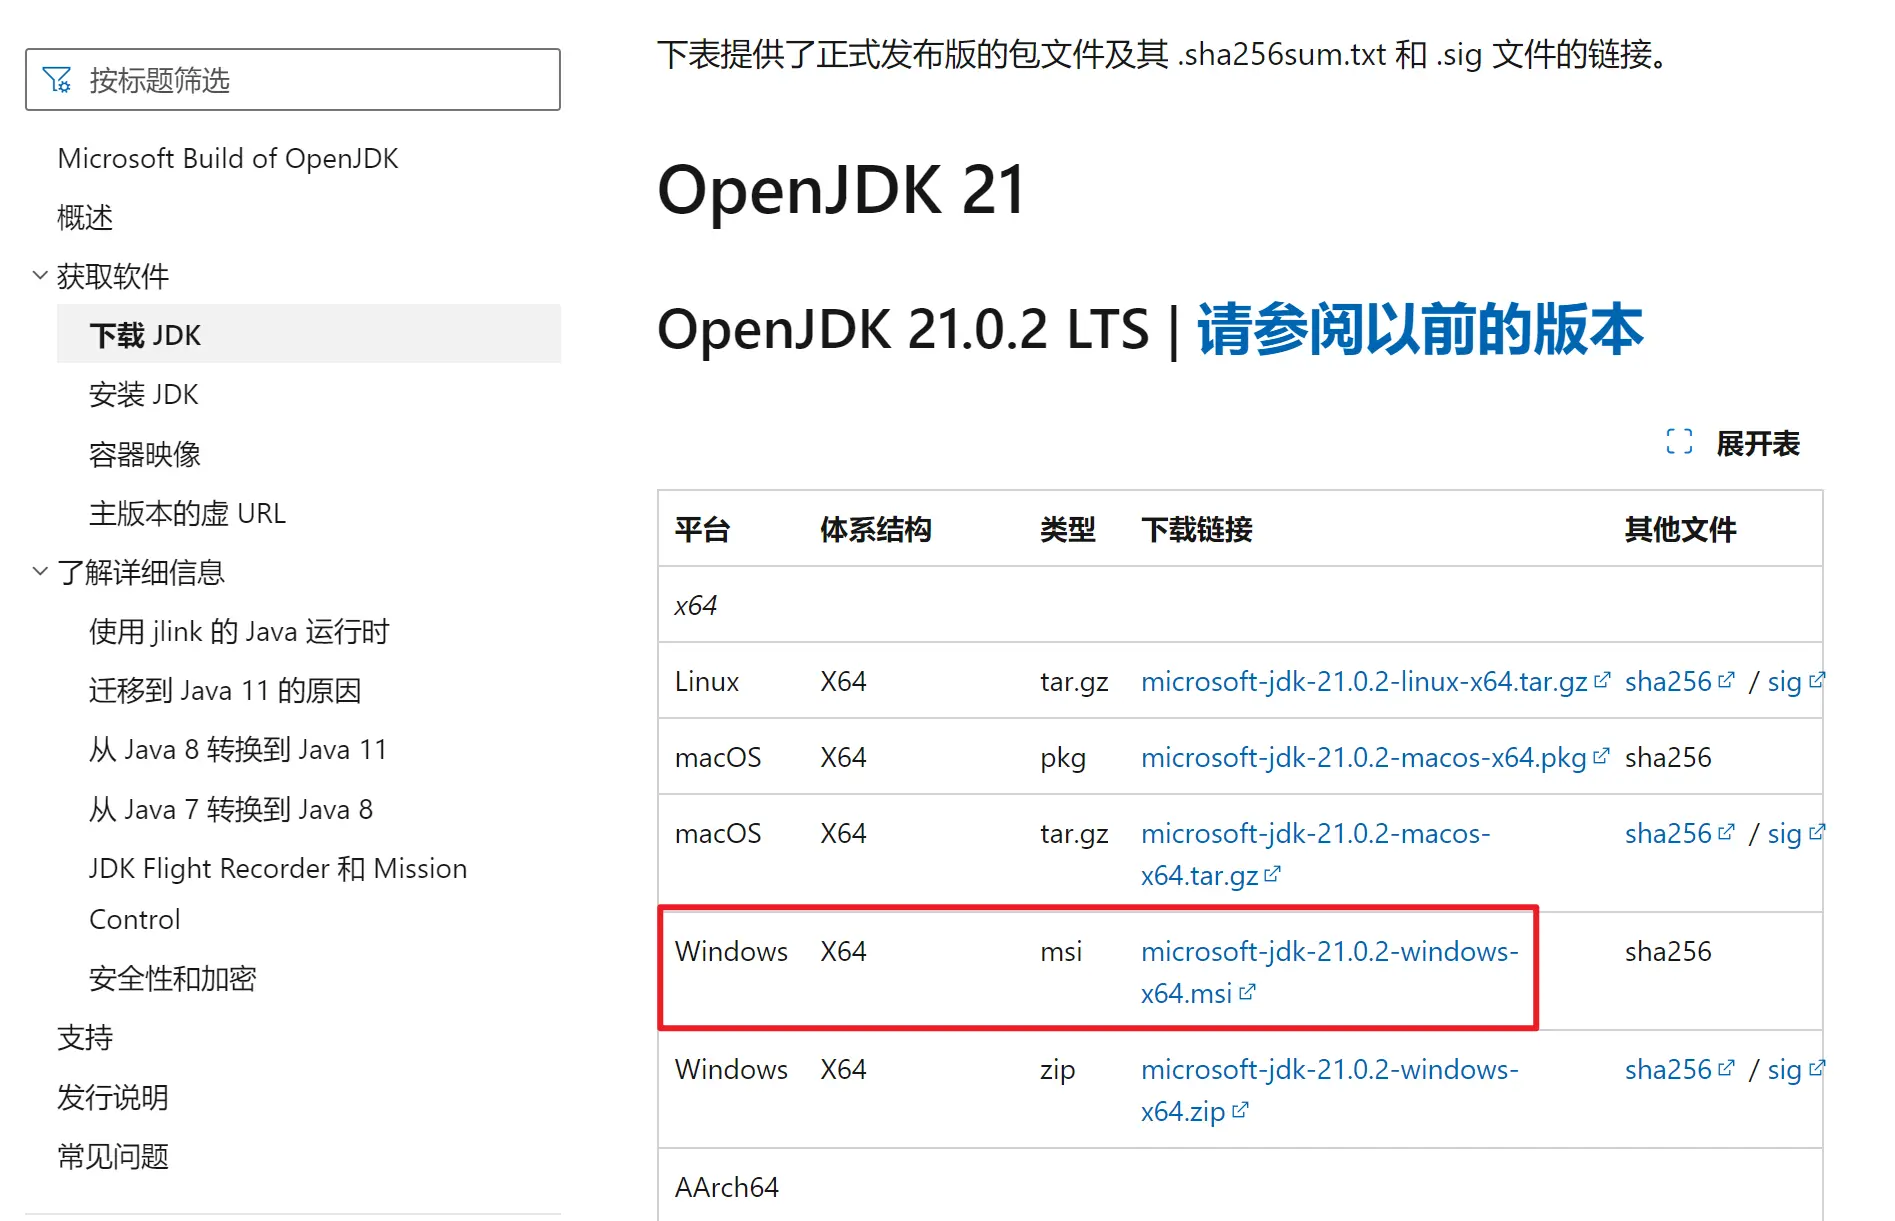 按标题筛选
Microsoft Build of OpenJDK
概述
获取软件
下载 JDK
安装 JDK
容器映像
主版本的虚 URL
了解详细信息
使用 jlink 的 Java 运行时
迁移到 Java 11 的原因
从 Java 8 转换到 Java 11
从 Java 7 转换到 Java 8
JDK Flight Recorder 和 Mission
Control
安全性和加密
支持
发行说明
常见问题
下表提供了正式发布版的包文件及其 .sha256sum.txt 和 .sig 文件的链接。
OpenJDK 21
OpenJDK 21.0.2 LTS | 请参阅以前的版本
展开表
平台 体系结构 类型 下载链接 其他文件
x64
Linux X64 tar.gz microsoft-jdk-21.0.2-linux-x64.tar.gz sha256 / sig
macOS X64 pkg microsoft-jdk-21.0.2-macos-x64.pkg sha256
macOS X64 tar.gz microsoft-jdk-21.0.2-macos- sha256 / sig
x64.tar.gz
Windows X64 msi microsoft-jdk-21.0.2-windows- sha256
x64.msi
Windows X64 zip microsoft-jdk-21.0.2-windows- sha256 / sig
x64.zip
AArch64